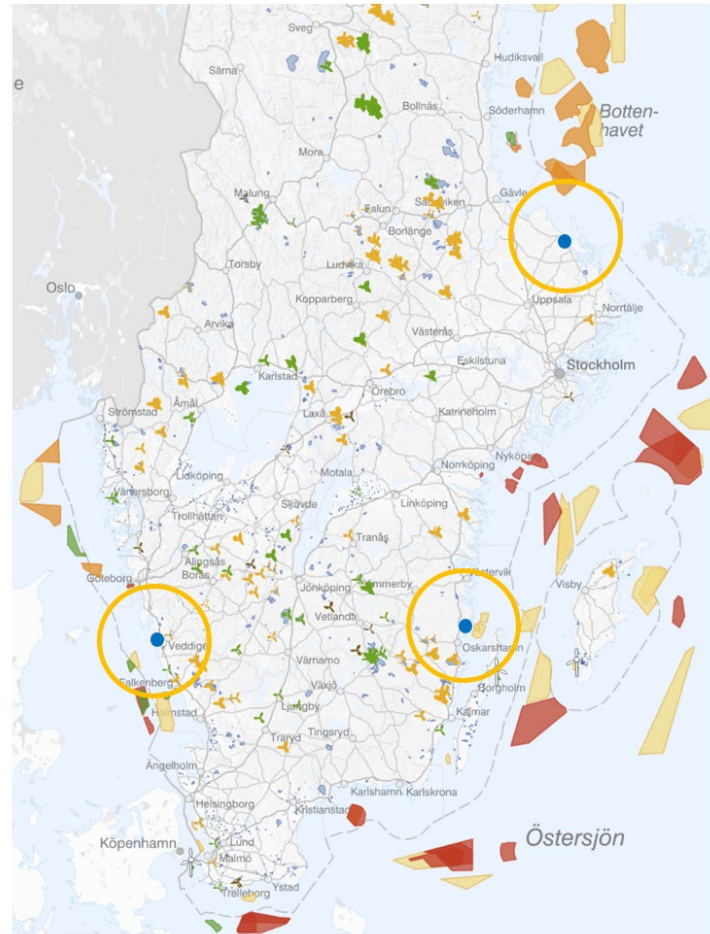 Sveg
Hudiksvall
Särna
e
Bollnäs
Söderhamn
Botten-
havet
Mora
Malung
Gävle
Falun
Borlänge
Torsby
Ludvika
Oslo
Kopparberg
Uppsala
Norrtälje
Arvika
Västerås
Eskilstuna
Stockholm
Karlstad
Örebro
Strömstad
Åmål
Laxå
Katrineholm
Nyköping
Norrköping
Lidköping
Motala
Vänersborg
Skövde
Linköping
Trollhättan
Tranås
Alingsås
Göteborg
Borås
Jönköping
Visby
Vetlanda
Veddige
Oskarshamn
Värnamo
Falkenberg
Växjö
Borgholm
Halmstad
Ljungby
Kalmar
Tingsryd
Traryd
Ängelholm
Karlshamn
Karlskrona
Helsingborg
Kristianstad
Köpenhamn
Lund
Malmö
Östersjön
Trelleborg
Ystad